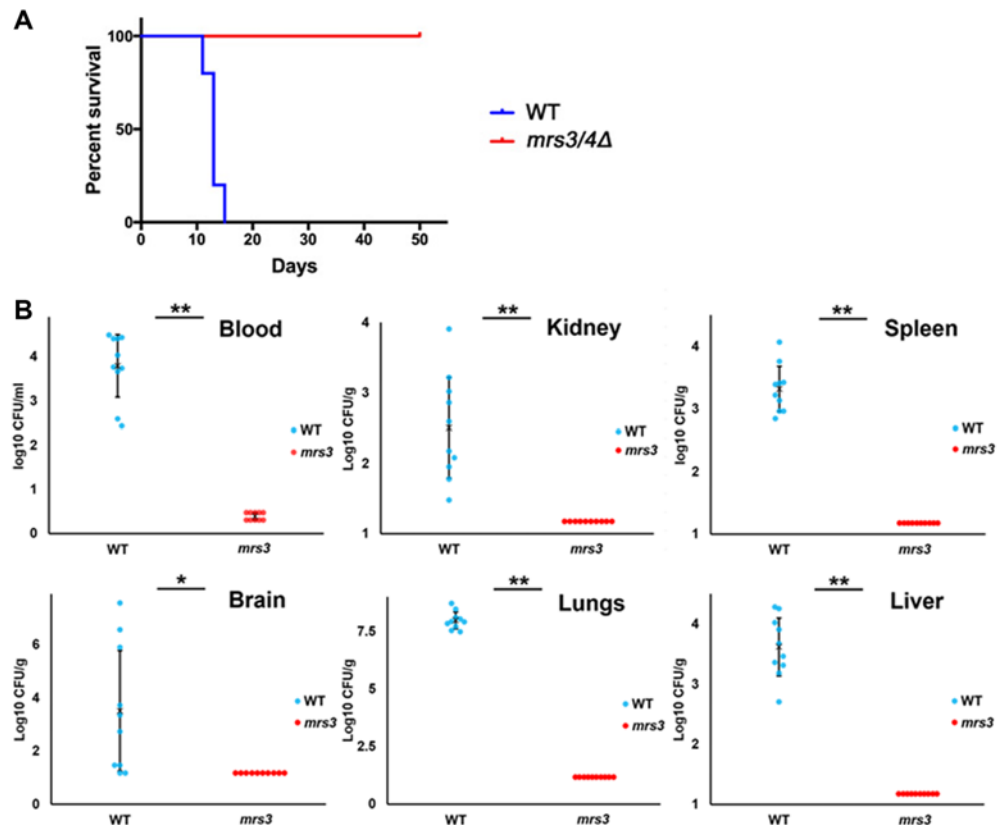 A
Percent survival
100
50
0
0 10 20 30 40 50
Days
WT
mrs3/4Δ
B
** Blood
log10 CFU/ml
4
3
2
1
0
WT mrs3
WT
mrs3
** Kidney
Log10 CFU/g
4
3
2
1
WT mrs3
WT
mrs3
** Spleen
log10 CFU/g
4
3
2
1
WT mrs3
WT
mrs3
* Brain
Log10 CFU/g
6
4
2
0
WT mrs3
WT
mrs3
** Lungs
Log10 CFU/g
7.5
5
2.5
0
WT mrs3
WT
mrs3
** Liver
Log10 CFU/g
4
3
2
1
WT mrs3
WT
mrs3